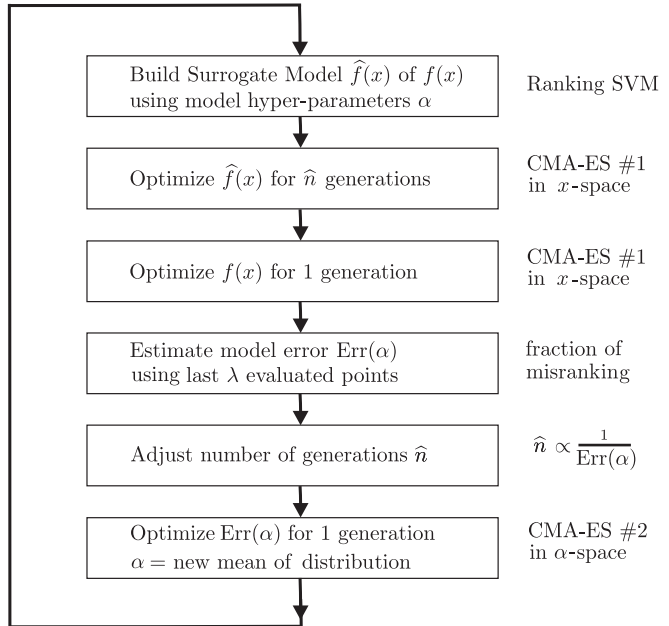 Build Surrogate Model f̂(x) of f(x)
using model hyper-parameters α
Ranking SVM
Optimize f̂(x) for n̂ generations
CMA-ES #1
in x-space
Optimize f(x) for 1 generation
CMA-ES #1
in x-space
Estimate model error Err(α)
using last λ evaluated points
fraction of
misranking
Adjust number of generations n̂
n̂ ∝ 1/Err(α)
Optimize Err(α) for 1 generation
α = new mean of distribution
CMA-ES #2
in α-space